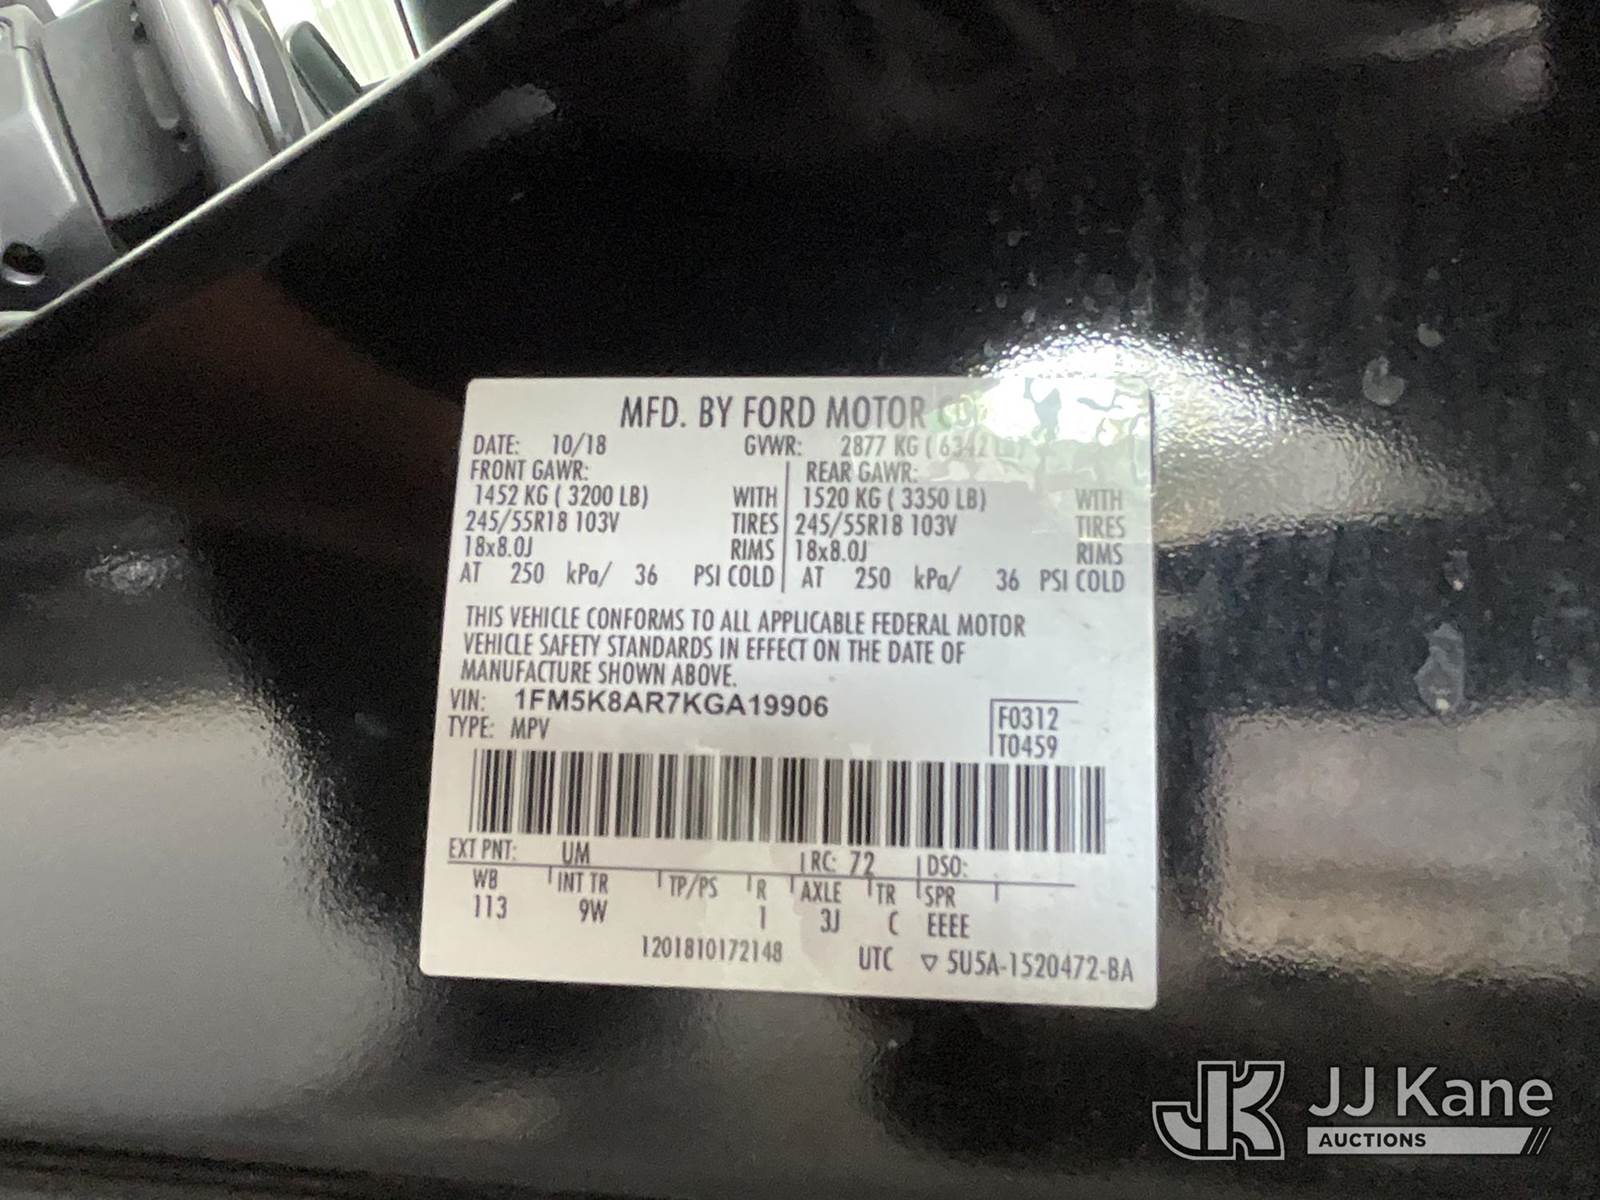 MFD. BY FORD MOTOR
DATE: 10/18 GVWR: 2877 KG ( 6342 LB)
FRONT GAWR: REAR GAWR:
1452 KG ( 3200 LB) WITH 1520 KG ( 3350 LB) WITH
245/55R18 103V TIRES 245/55R18 103V TIRES
18x8.0J RIMS 18x8.0J RIMS
AT 250 kPa/ 36 PSI COLD AT 250 kPa/ 36 PSI COLD
THIS VEHICLE CONFORMS TO ALL APPLICABLE FEDERAL MOTOR
VEHICLE SAFETY STANDARDS IN EFFECT ON THE DATE OF
MANUFACTURE SHOWN ABOVE.
VIN: 1FM5K8AR7KGA19906
F0312
TYPE: MPV
T0459
EXT PNT: UM RC: 72 DSO:
WB INT TR TP/PS R AXLE TR SPR
113 9W 1 3J C EEEE
1201810172148 UTC ▽ 5U5A-1520472-BA
JK JJ Kane
AUCTIONS